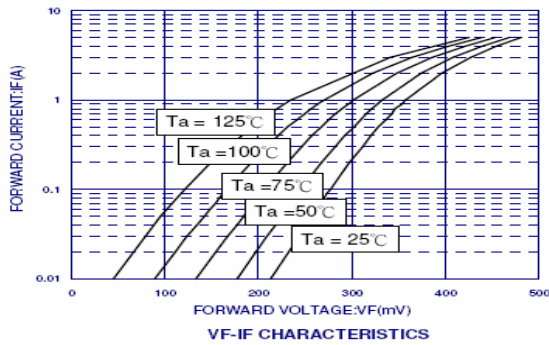 FORWARD CURRENT:IF(A)
10
1
0.1
0.01
Ta = 125℃
Ta = 100℃
Ta =75℃
Ta =50℃
Ta = 25℃
0 100 200 300 400 500
FORWARD VOLTAGE:VF(mV)
VF-IF CHARACTERISTICS